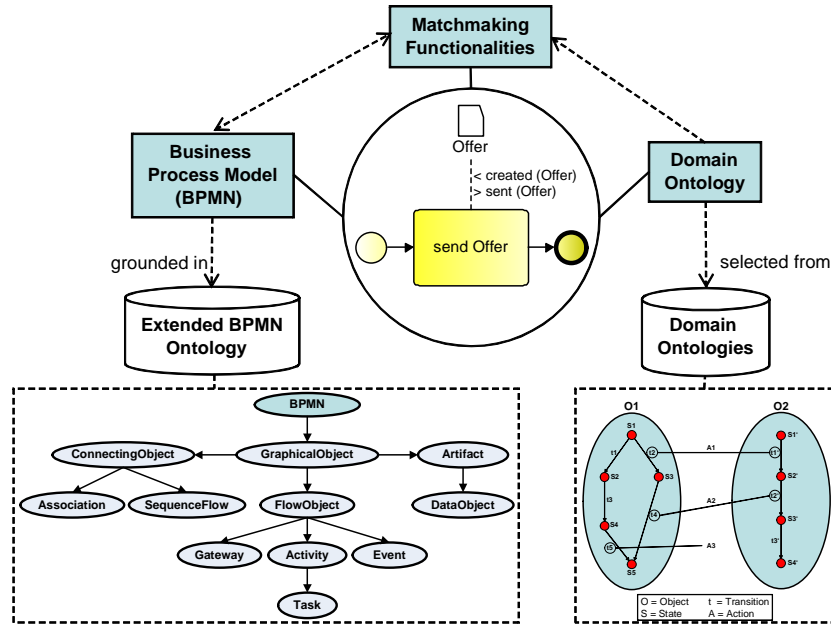 Matchmaking
Functionalities
Offer
< created (Offer)
> sent (Offer)
Business
Process Model
(BPMN)
Domain
Ontology
send Offer
grounded in
selected from
Extended BPMN
Ontology
Domain
Ontologies
BPMN
ConnectingObject
GraphicalObject
Artifact
Association
SequenceFlow
FlowObject
DataObject
Gateway
Activity
Event
Task
O1
O2
S1
S1'
t1
t2
A1
t1'
S2
S3
S2'
t3
A2
t2'
S4
t4
S3'
t5
A3
t3'
S5
S4'
O = Object t = Transition
S = State A = Action